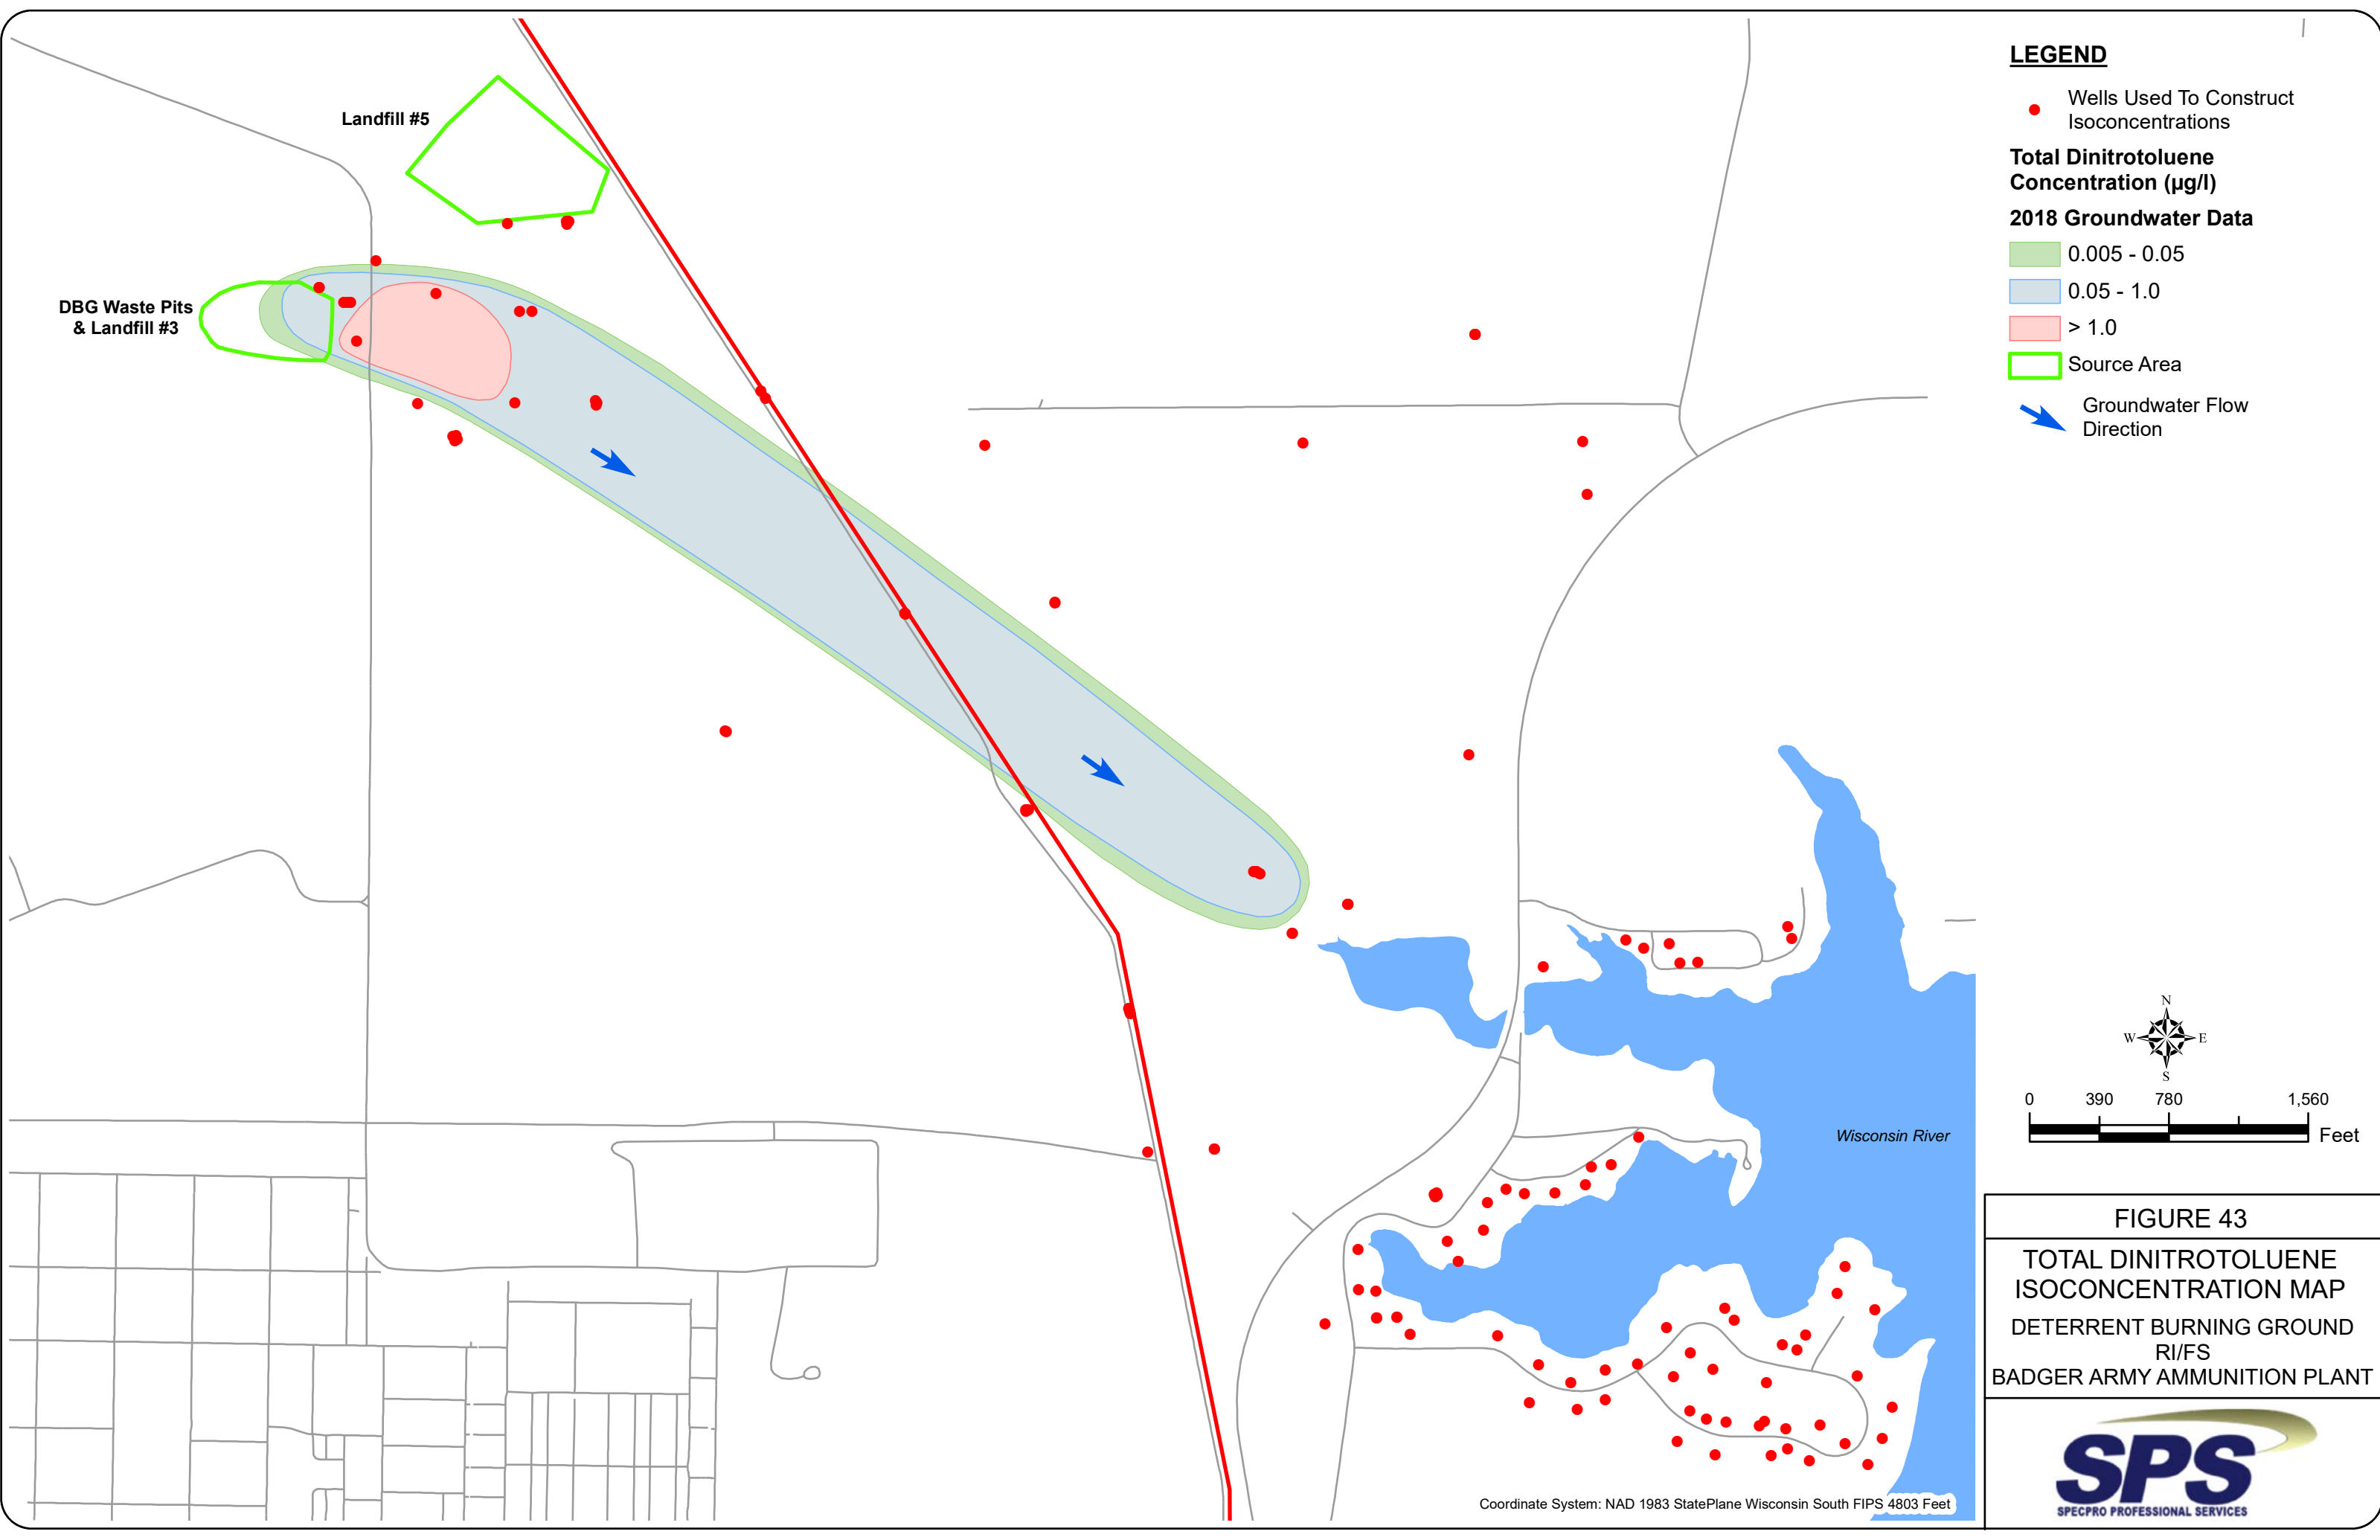 Landfill #5
DBG Waste Pits
& Landfill #3
LEGEND
Wells Used To Construct
Isoconcentrations
Total Dinitrotoluene
Concentration (µg/l)
2018 Groundwater Data
0.005 - 0.05
0.05 - 1.0
> 1.0
Source Area
Groundwater Flow
Direction
N
W E
S
0 390 780 1,560
Feet
Wisconsin River
FIGURE 43
TOTAL DINITROTOLUENE
ISOCONCENTRATION MAP
DETERRENT BURNING GROUND
RI/FS
BADGER ARMY AMMUNITION PLANT
SPS
SPECPRO PROFESSIONAL SERVICES
Coordinate System: NAD 1983 StatePlane Wisconsin South FIPS 4803 Feet